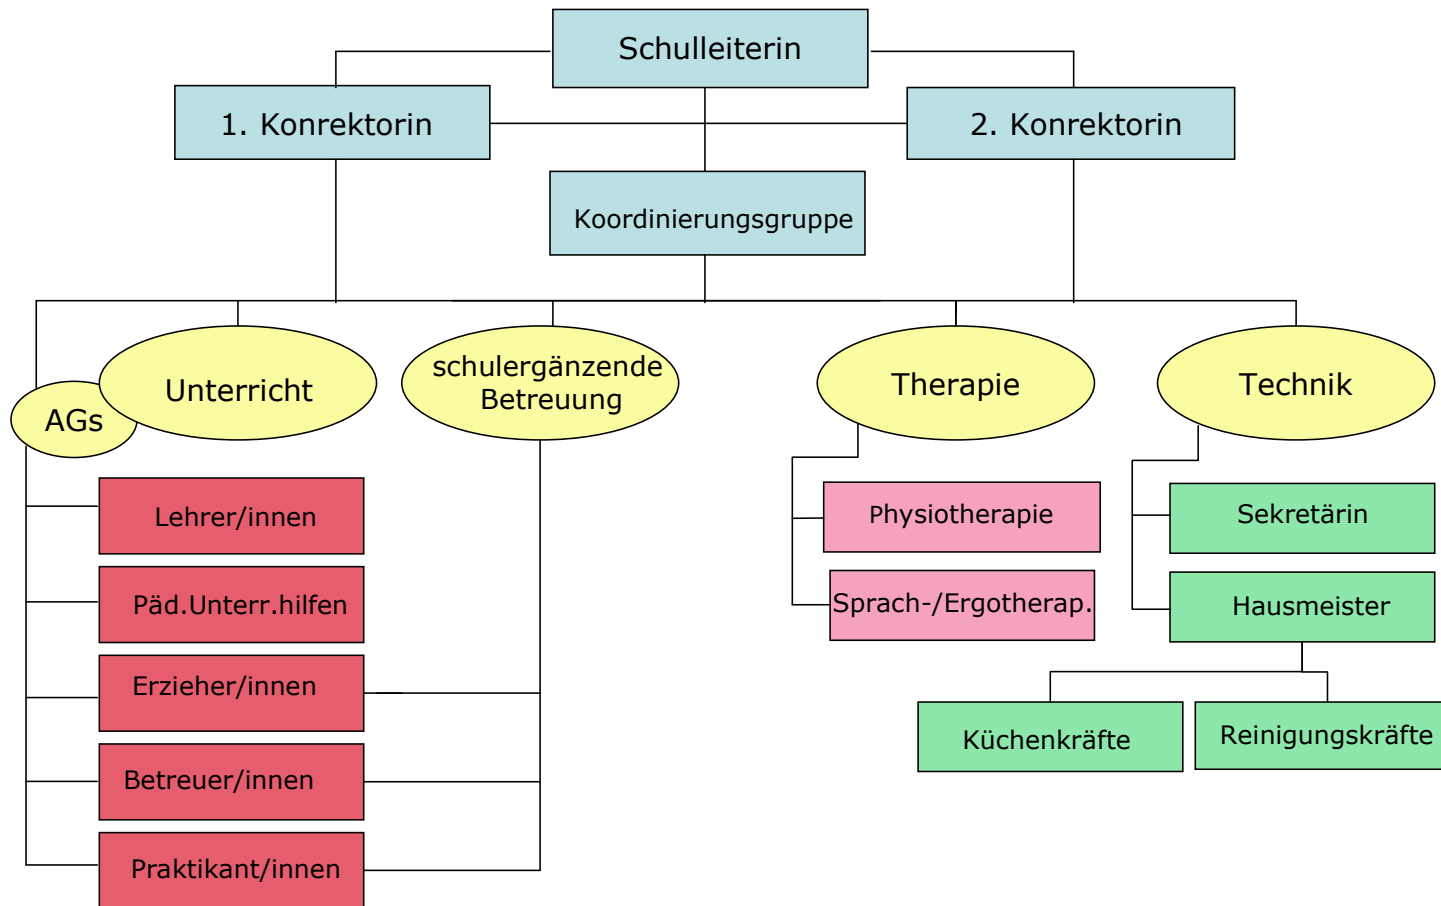 Schulleiterin
1. Konrektorin
2. Konrektorin
Koordinierungsgruppe
AGs
Unterricht
schulergänzende
Betreuung
Therapie
Technik
Lehrer/innen
Päd.Unterr.hilfen
Erzieher/innen
Betreuer/innen
Praktikant/innen
Physiotherapie
Sprach-/Ergotherap.
Sekretärin
Hausmeister
Küchenkräfte
Reinigungskräfte